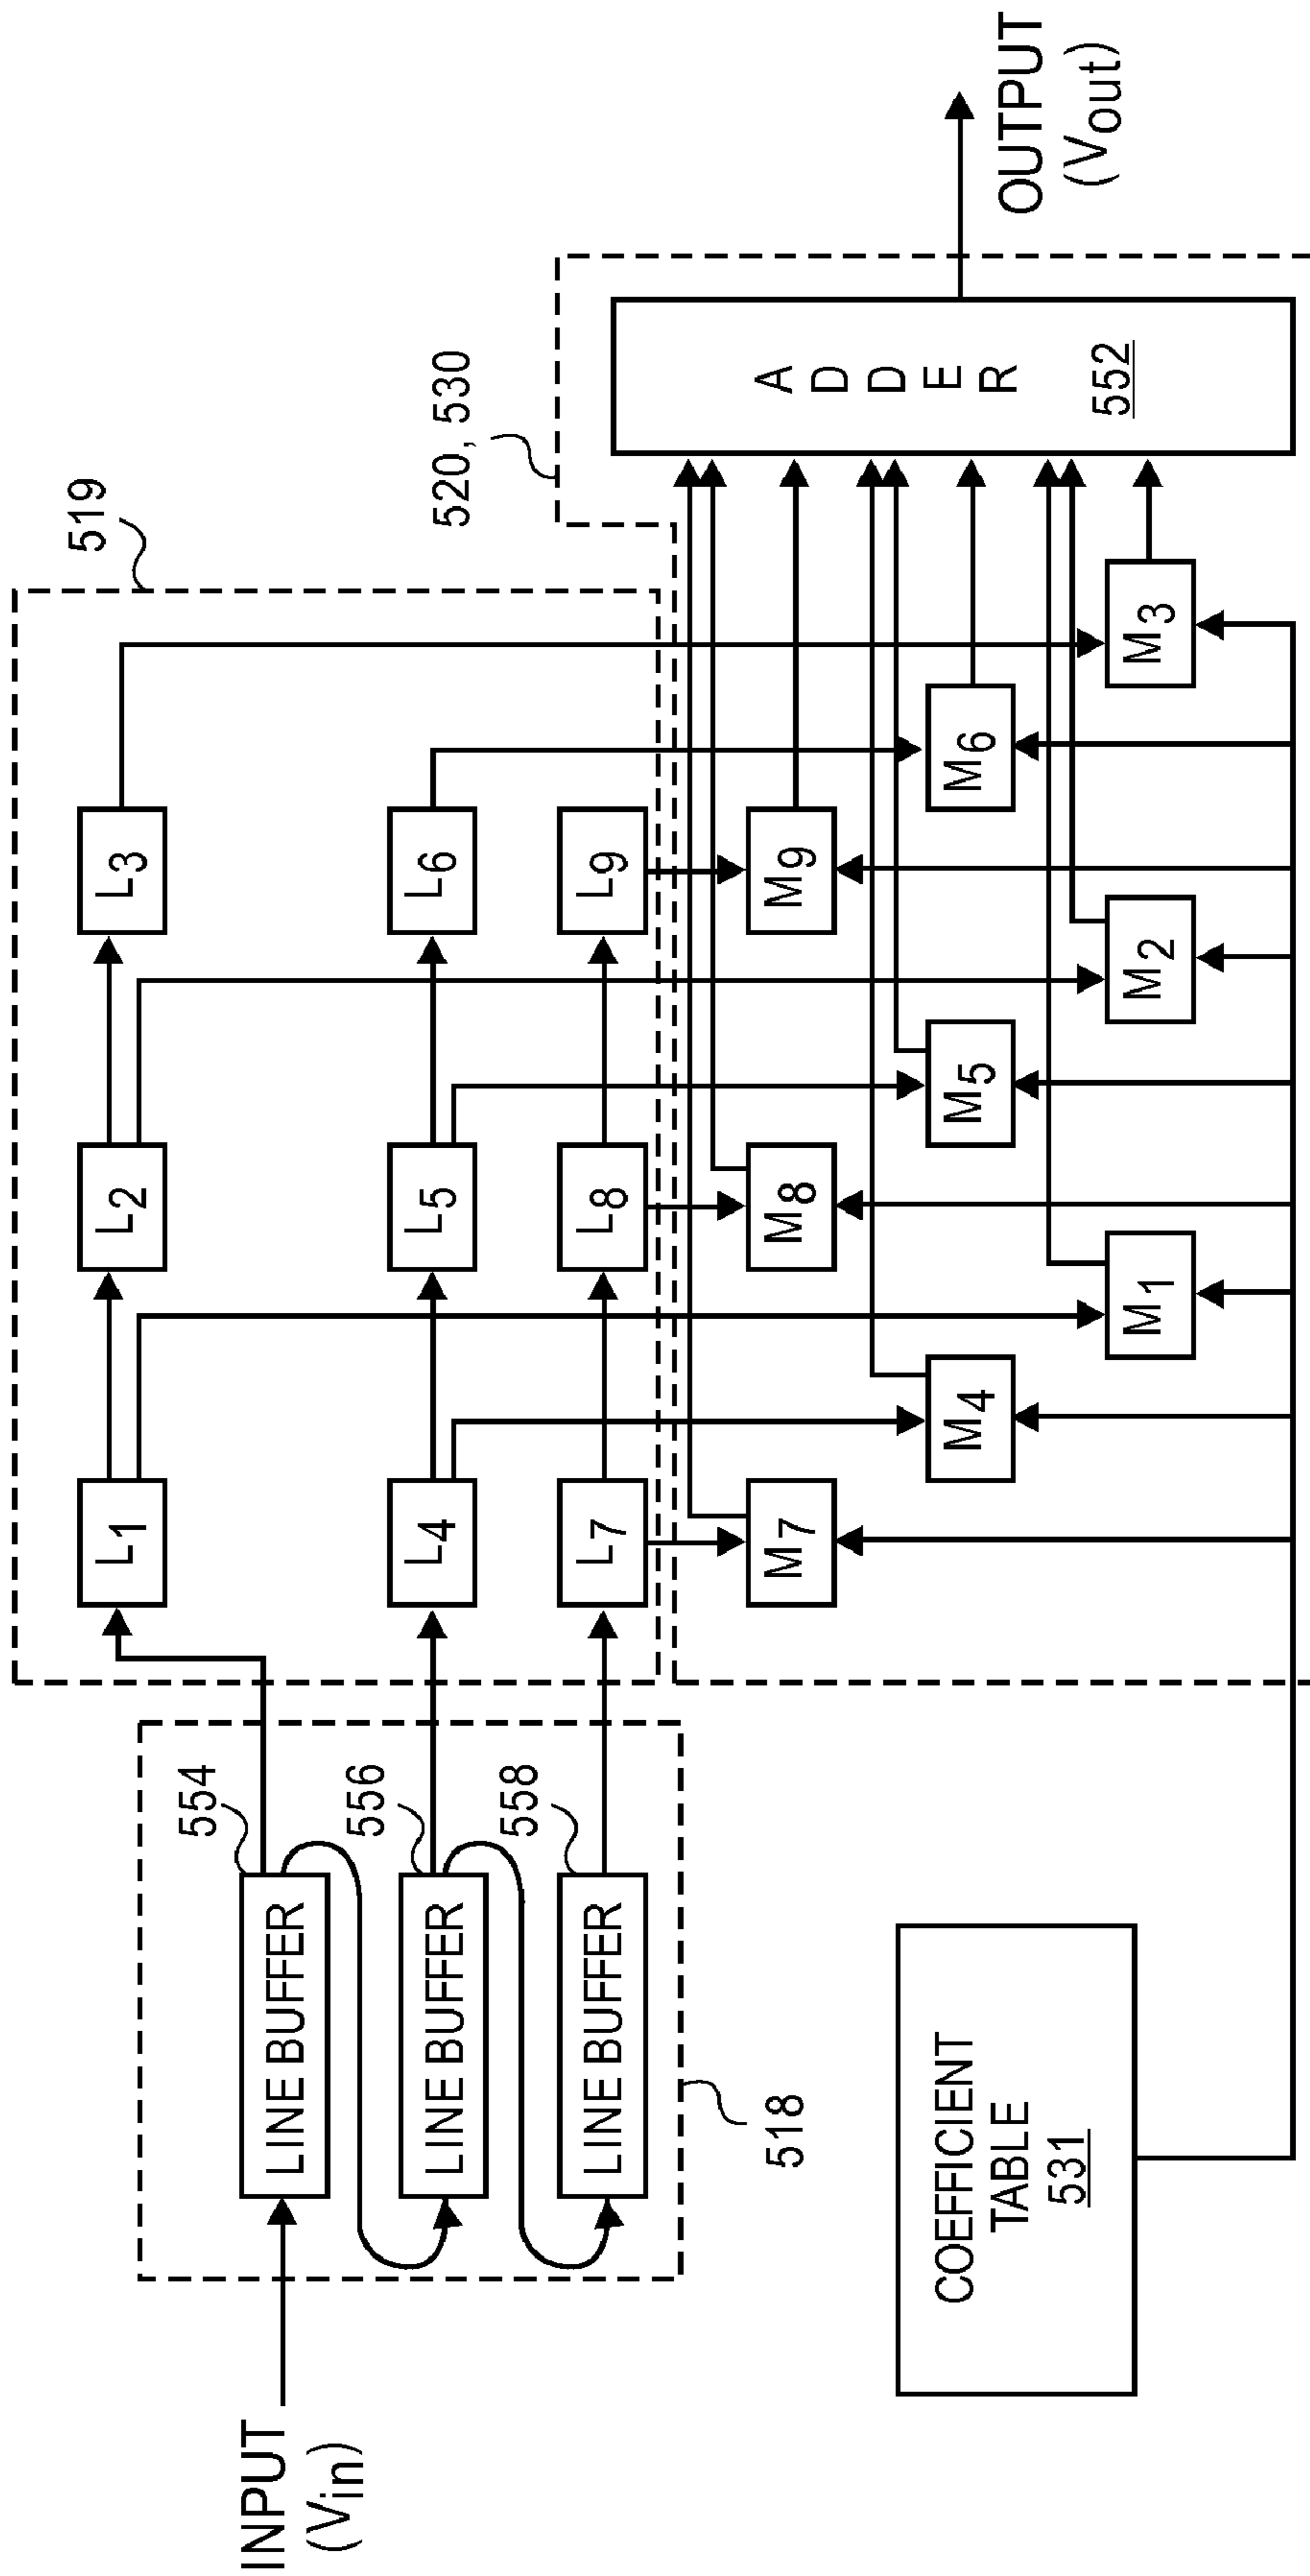 519
520, 530
L1
L2
L3
554
INPUT
(Vin)
LINE BUFFER
556
L4
L5
L6
LINE BUFFER
558
L7
L8
L9
LINE BUFFER
518
M7
M8
M9
M4
M5
M6
M1
M2
M3
A
D
D
E
R
552
OUTPUT
(Vout)
COEFFICIENT
TABLE
531